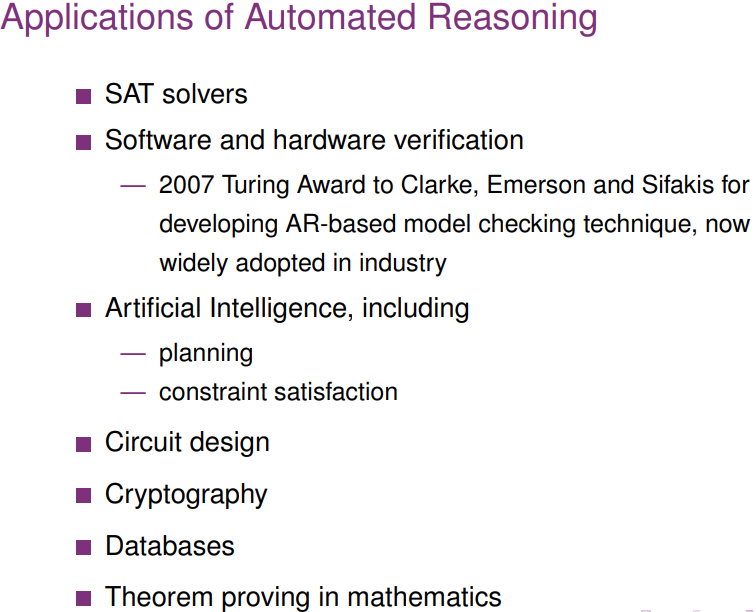 Applications of Automated Reasoning
SAT solvers
Software and hardware verification
— 2007 Turing Award to Clarke, Emerson and Sifakis for
developing AR-based model checking technique, now
widely adopted in industry
Artificial Intelligence, including
— planning
— constraint satisfaction
Circuit design
Cryptography
Databases
Theorem proving in mathematics